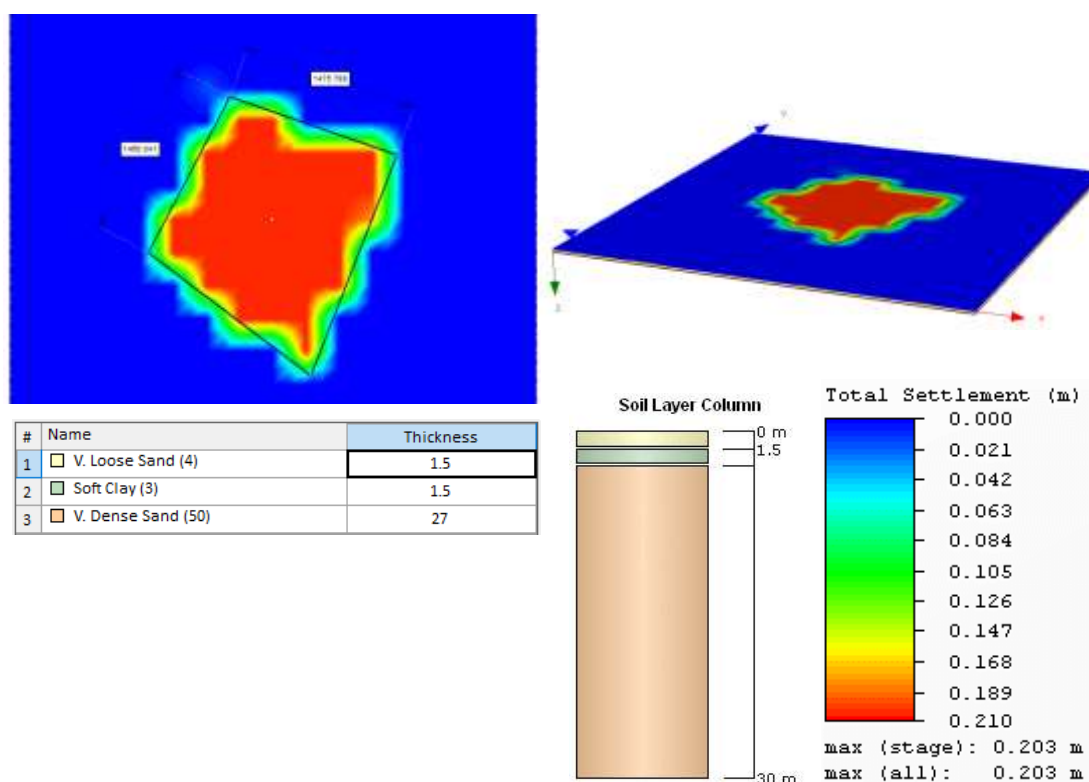 # Name Thickness
1 V. Loose Sand (4) 1.5
2 Soft Clay (3) 1.5
3 V. Dense Sand (50) 27
Soil Layer Column
0 m
1.5
30 m
Total Settlement (m)
0.000
0.021
0.042
0.063
0.084
0.105
0.126
0.147
0.168
0.189
0.210
max (stage): 0.203 m
max (all): 0.203 m